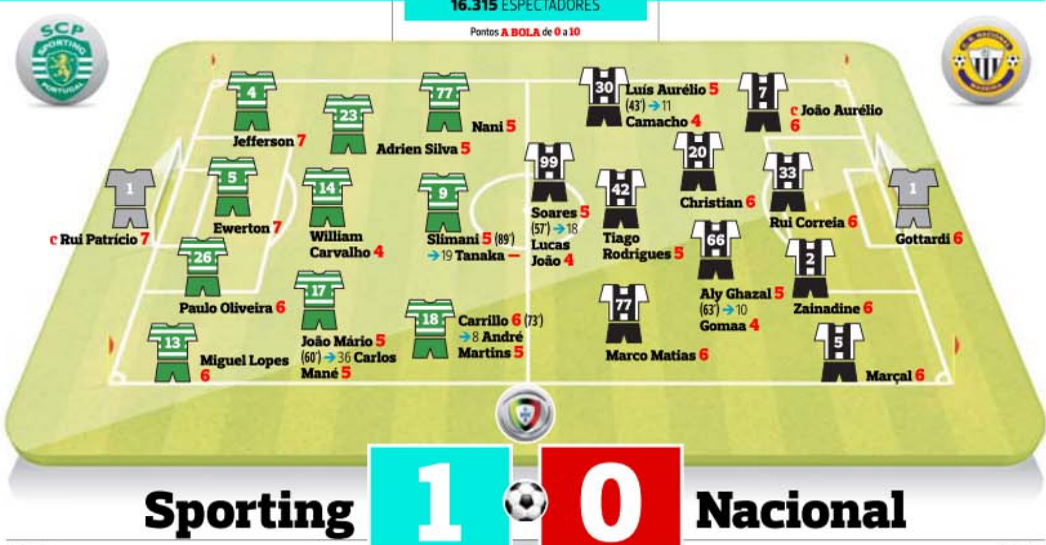 16.315 ESPECTADORES
Pontos A BOLA de 0 a 10
SCP
SPORTING
PORTUGAL
C. D. NACIONAL
MADEIRA
4
Jefferson 7
23
Adrien Silva 5
77
Nani 5
1
C Rui Patrício 7
5
Ewerton 7
14
William
Carvalho 4
9
Slimani 5 (89')
→19 Tanaka —
26
Paulo Oliveira 6
17
João Mário 5
(60') →36 Carlos
Mané 5
18
Carrillo 6 (73')
→8 André
Martins 5
13
Miguel Lopes
6
30
Luís Aurélio 5
(43') →11
Camacho 4
7
C João Aurélio
6
99
Soares 5
(57') →18
Lucas
João 4
42
Tiago
Rodrigues 5
20
Christian 6
33
Rui Correia 6
1
Gottardi 6
66
Aly Ghazal 5
(63') →10
Gomaa 4
2
Zainadine 6
77
Marco Matias 6
5
Marçal 6
Sporting 1 0 Nacional